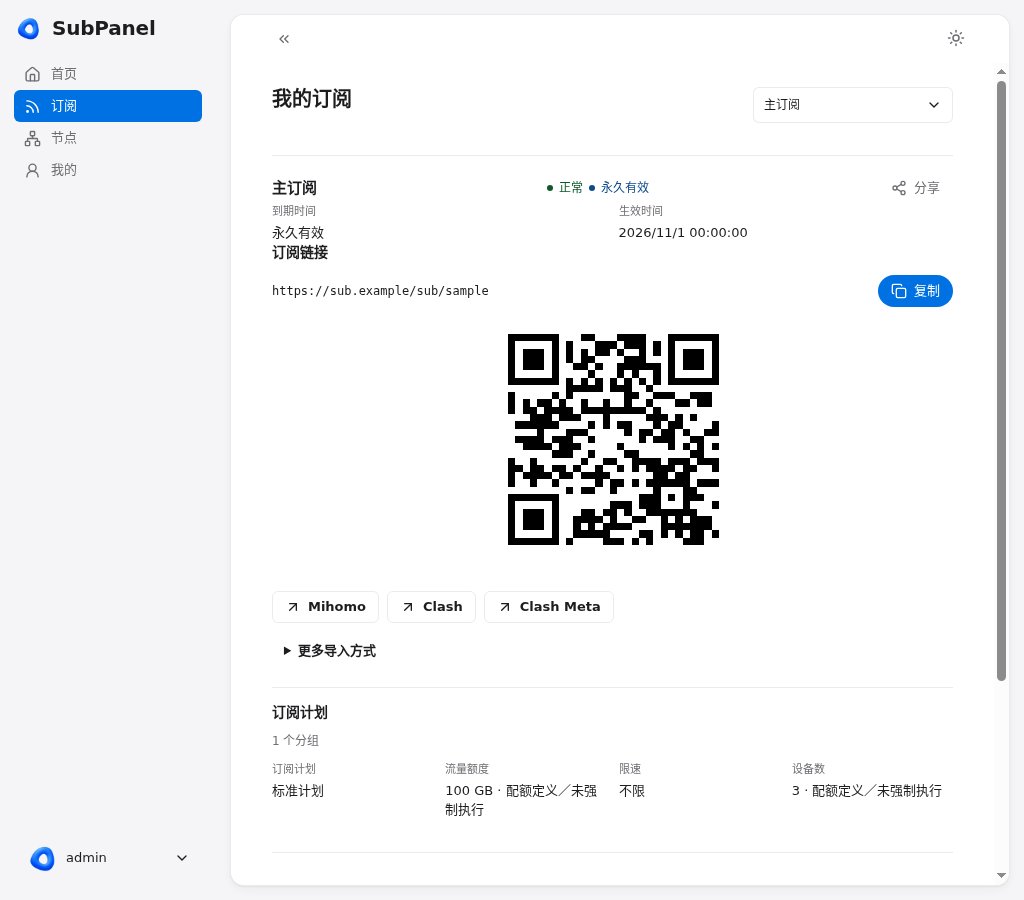 SubPanel
首页
订阅
节点
我的
admin
我的订阅
主订阅
主订阅
正常
永久有效
分享
到期时间
生效时间
永久有效
2026/11/1 00:00:00
订阅链接
https://sub.example/sub/sample
复制
Mihomo
Clash
Clash Meta
更多导入方式
订阅计划
1 个分组
订阅计划
流量额度
限速
设备数
标准计划
100 GB · 配额定义／未强
制执行
不限
3 · 配额定义／未强制执行